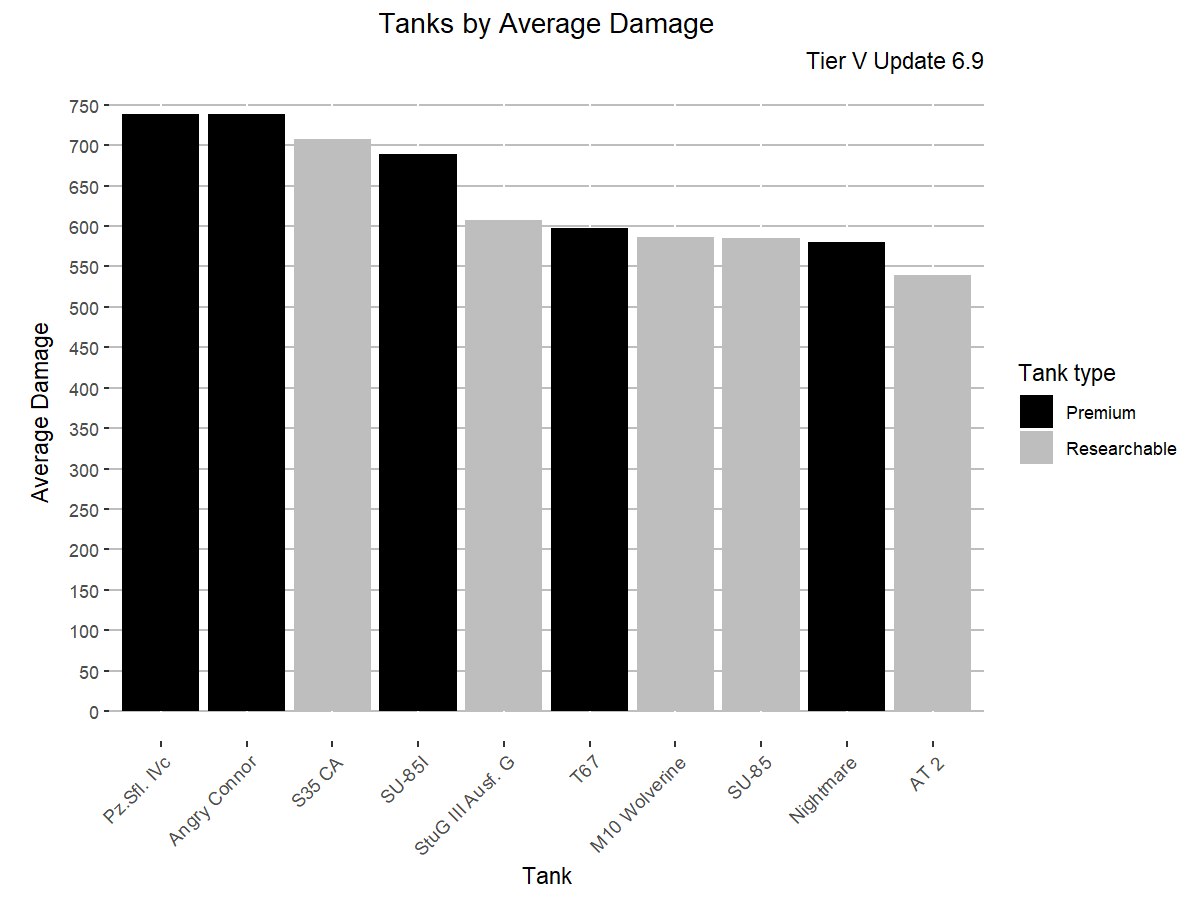 Tanks by Average Damage
Tier V Update 6.9
750
700
650
600
550
500
450
400
350
300
250
200
150
100
50
0
Average Damage
Pz.Sfl. IVc
Angry Connor
S35 CA
SU-85I
StuG III Ausf. G
T67
M10 Wolverine
SU-85
Nightmare
AT 2
Tank
Tank type
Premium
Researchable